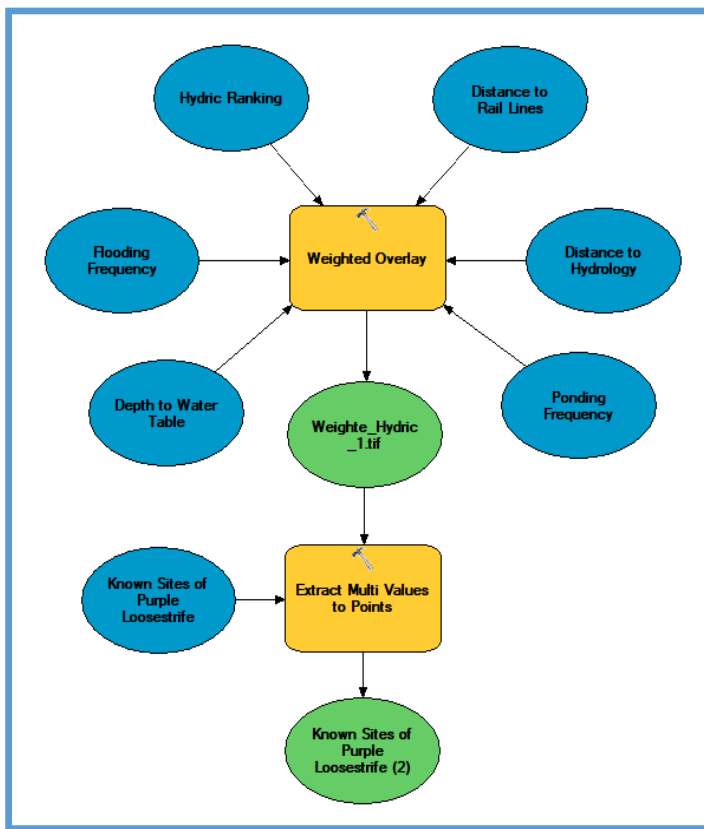 Hydric Ranking
Distance to
Rail Lines
Flooding
Frequency
Weighted Overlay
Distance to
Hydrology
Depth to Water
Table
Ponding
Frequency
Weighte_Hydric
_1.tif
Known Sites of
Purple
Loosestrife
Extract Multi Values
to Points
Known Sites of
Purple
Loosestrife (2)